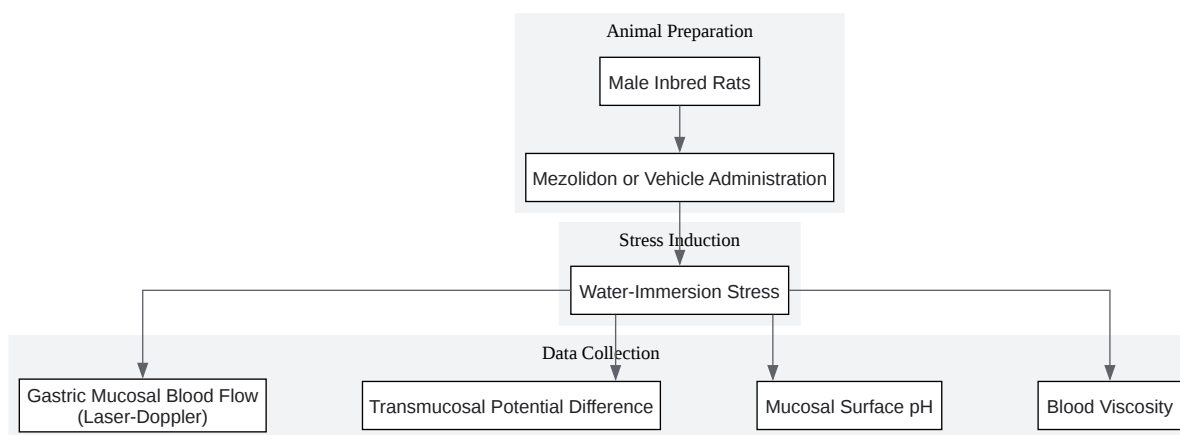 Animal Preparation
Male Inbred Rats
Mezolidon or Vehicle Administration
Stress Induction
Water-Immersion Stress
Data Collection
Gastric Mucosal Blood Flow
(Laser-Doppler)
Transmucosal Potential Difference
Mucosal Surface pH
Blood Viscosity